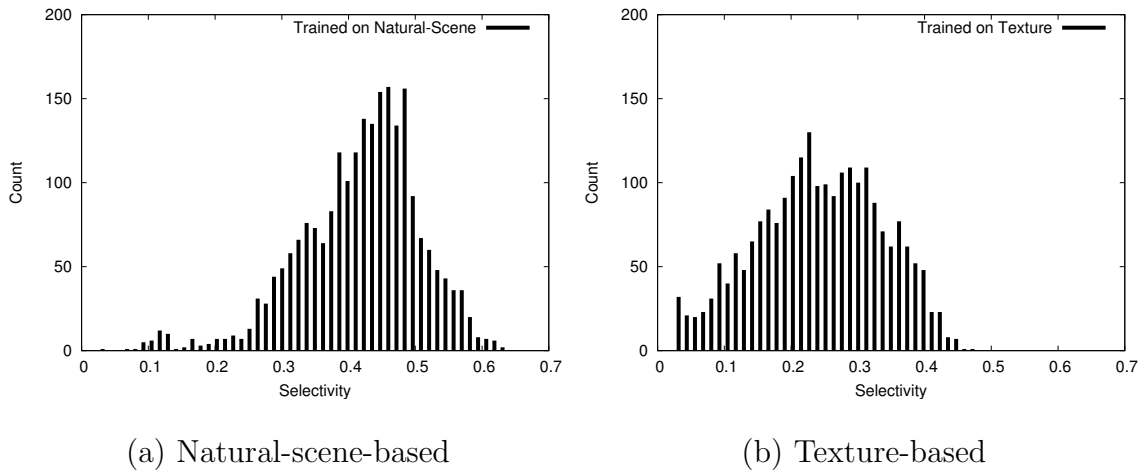 200
150
100
50
0
Count
Trained on Natural-Scene
0 0.1 0.2 0.3 0.4 0.5 0.6 0.7
Selectivity
(a) Natural-scene-based
200
150
100
50
0
Count
Trained on Texture
0 0.1 0.2 0.3 0.4 0.5 0.6 0.7
Selectivity
(b) Texture-based